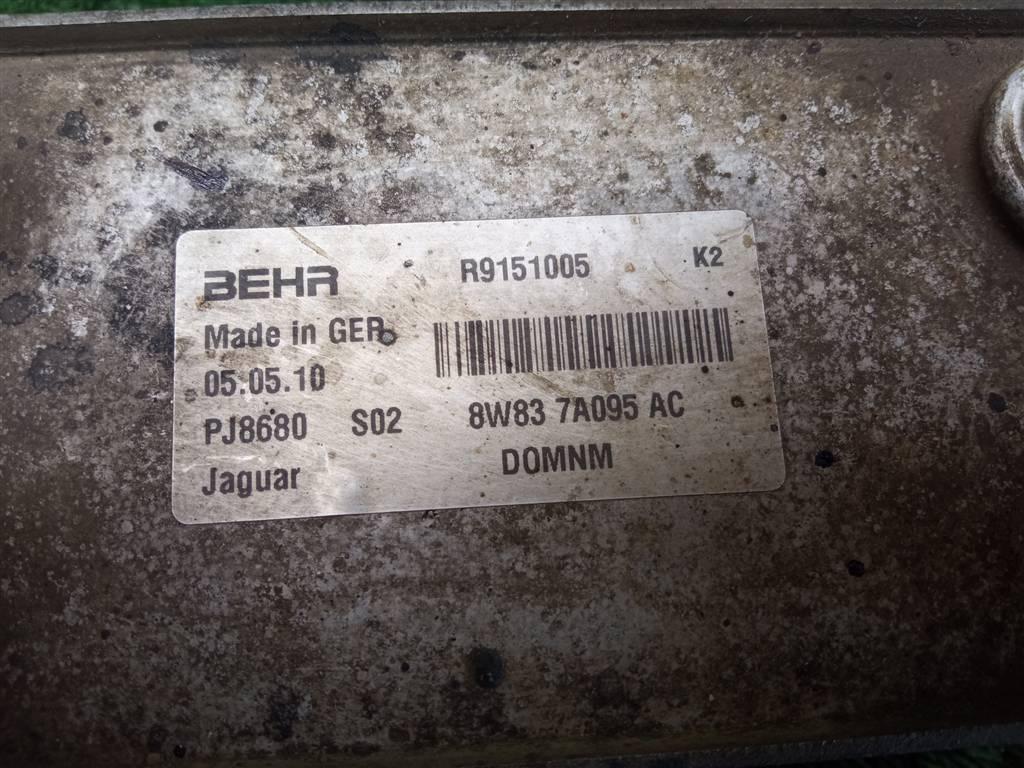 BEHR R9151005 K2
Made in GER.
05.05.10
PJ8680 S02 8W83 7A095 AC
Jaguar DOMNM